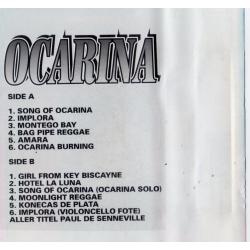 OCARINA
SIDE A
1. SONG OF OCARINA
2. IMPLORA
3. MONTEGO BAY
4. BAG PIPE REGGAE
5. AMARA
6. OCARINA BURNING
SIDE B
1. GIRL FROM KEY BISCAYNE
2. HOTEL LA LUNA
3. SONG OF OCARINA (OCARINA SOLO)
4. MOONLIGHT REGGAE
5. KONECAS DE PLATA
6. IMPLORA (VIOLONCELLO FOTE)
ALLER TITEL PAUL DE SENNEVILLE